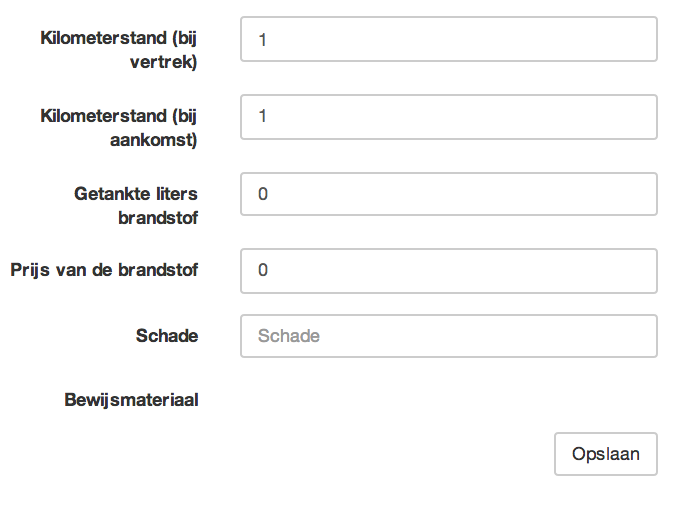 Kilometerstand (bij
vertrek)
1
Kilometerstand (bij
aankomst)
1
Getankte liters
brandstof
0
Prijs van de brandstof
0
Schade
Schade
Bewijsmateriaal
Opslaan